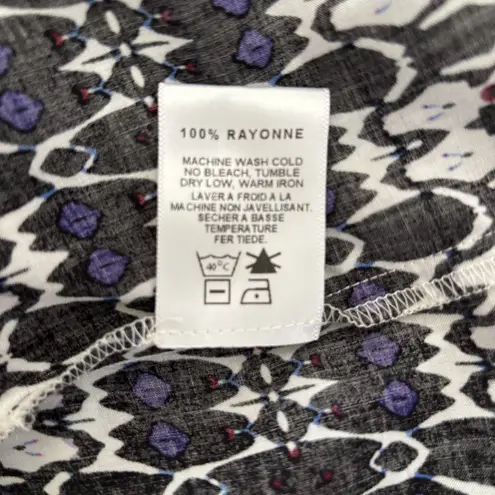 100% RAYONNE
MACHINE WASH COLD
NO BLEACH, TUMBLE
DRY LOW, WARM IRON
LAVER A FROID A LA
MACHINE NON JAVELLISANT.
SECHER A BASSE
TEMPERATURE
FER TIEDE.
40°C